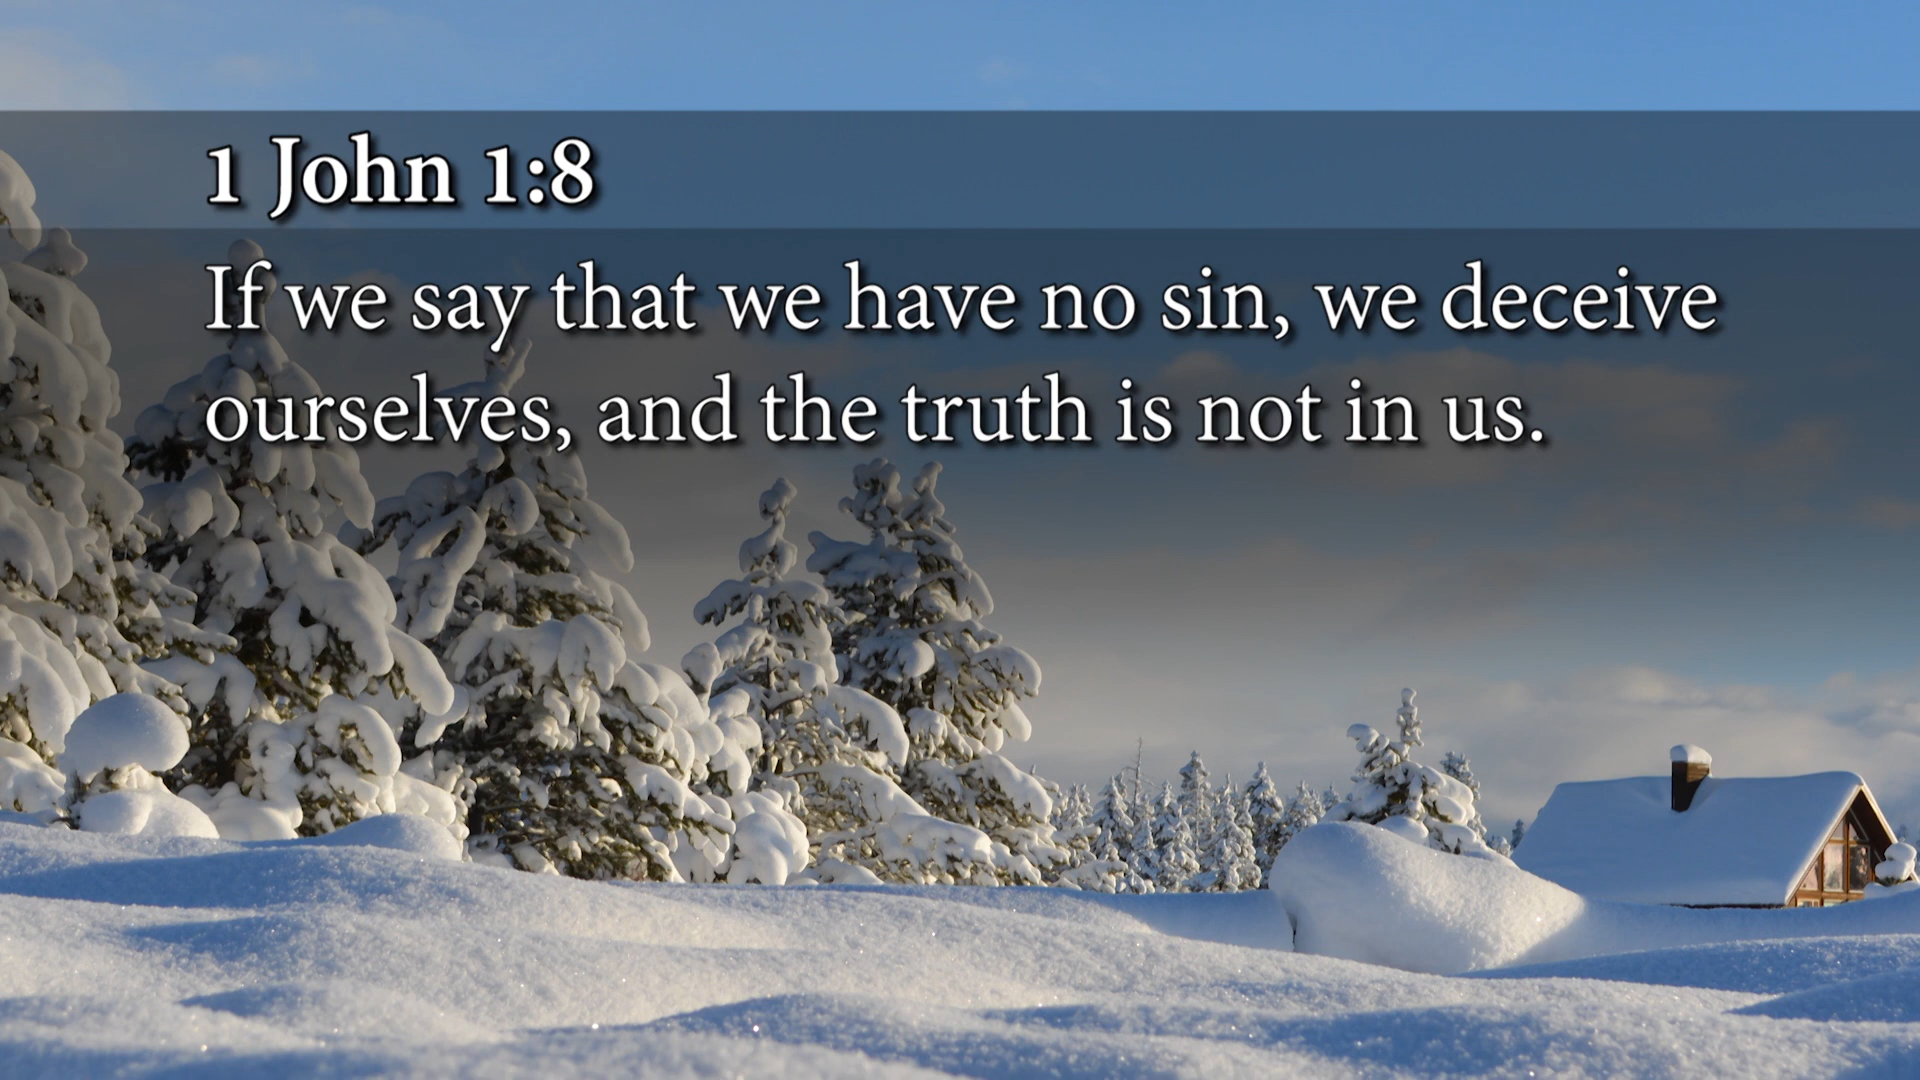 1 John 1:8
If we say that we have no sin, we deceive
ourselves, and the truth is not in us.